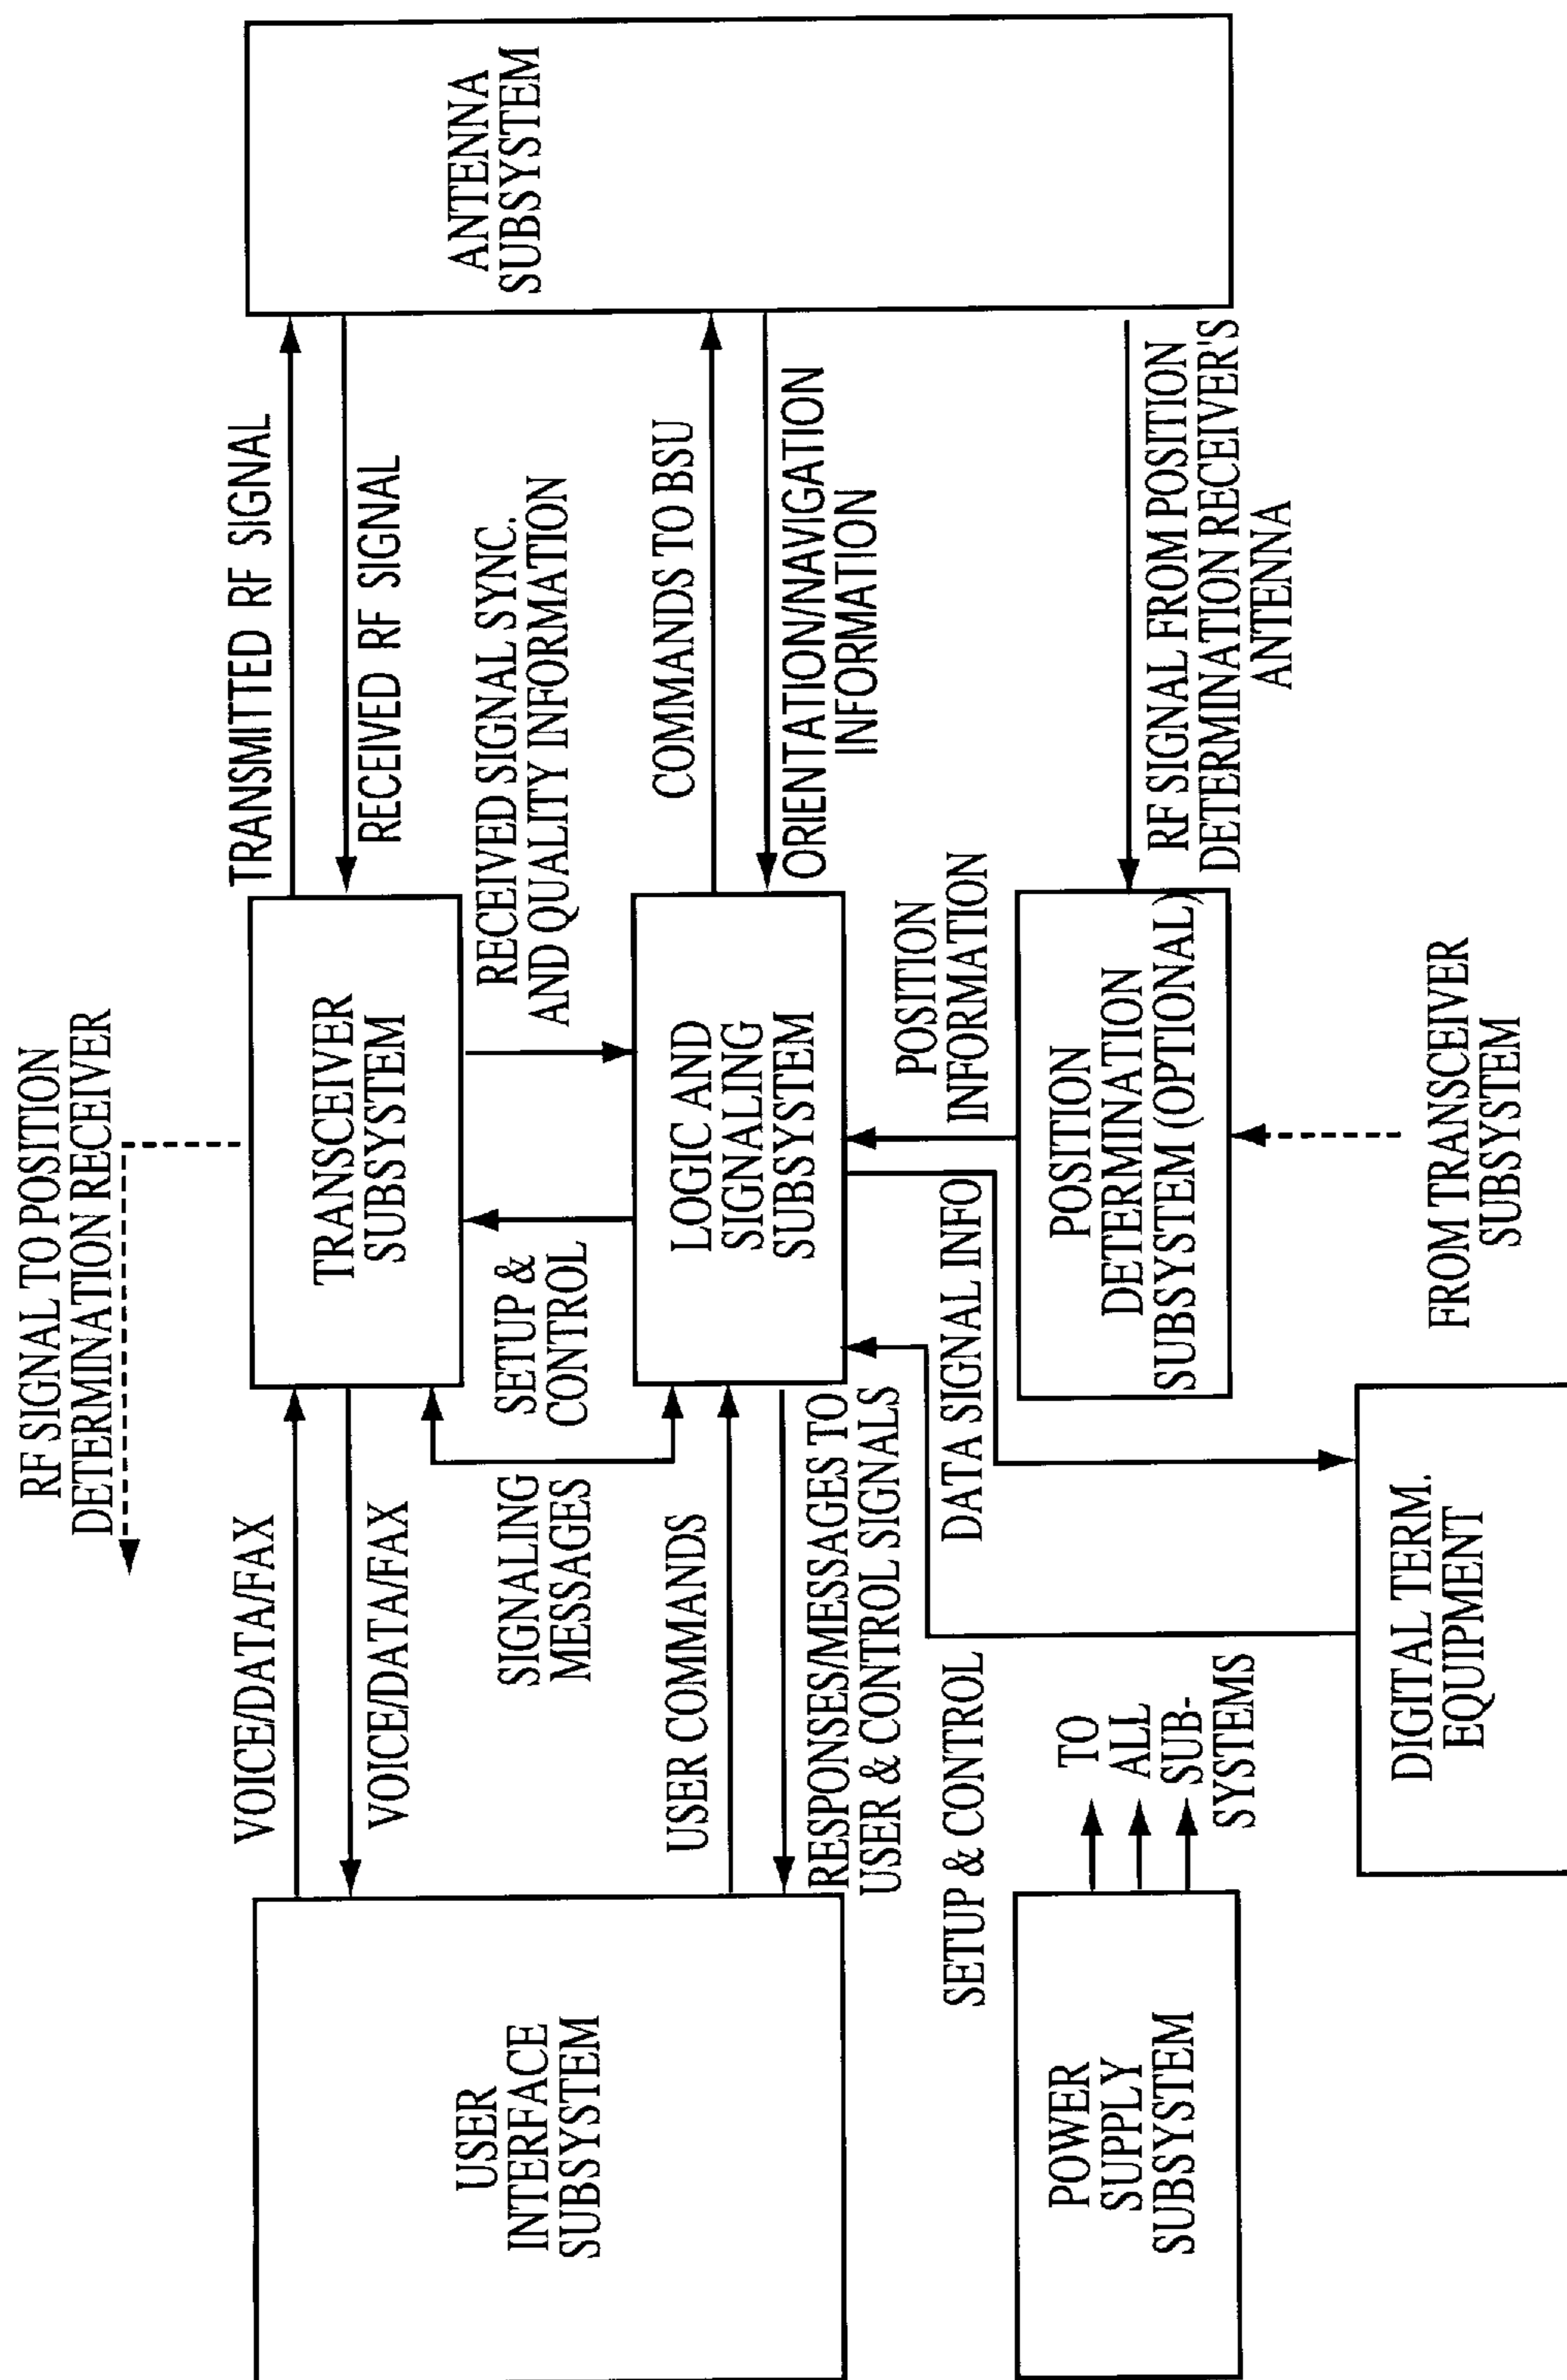 RF SIGNAL TO POSITION
DETERMINATION RECEIVER
VOICE/DATA/FAX
VOICE/DATA/FAX
TRANSCEIVER
SUBSYSTEM
TRANSMITTED RF SIGNAL
RECEIVED RF SIGNAL
ANTENNA
SUBSYSTEM
USER
INTERFACE
SUBSYSTEM
SIGNALING
MESSAGES
SETUP &
CONTROL
RECEIVED SIGNAL SYNC.
AND QUALITY INFORMATION
USER COMMANDS
RESPONSES/MESSAGES TO
USER & CONTROL SIGNALS
LOGIC AND
SIGNALING
SUBSYSTEM
COMMANDS TO BSU
ORIENTATION/NAVIGATION
INFORMATION
SETUP & CONTROL
DATA SIGNAL INFO
POSITION
INFORMATION
POWER
SUPPLY
SUBSYSTEM
TO
ALL
SUB-
SYSTEMS
POSITION
DETERMINATION
SUBSYSTEM (OPTIONAL)
RF SIGNAL FROM POSITION
DETERMINATION RECEIVER'S
ANTENNA
DIGITAL TERM.
EQUIPMENT
FROM TRANSCEIVER
SUBSYSTEM